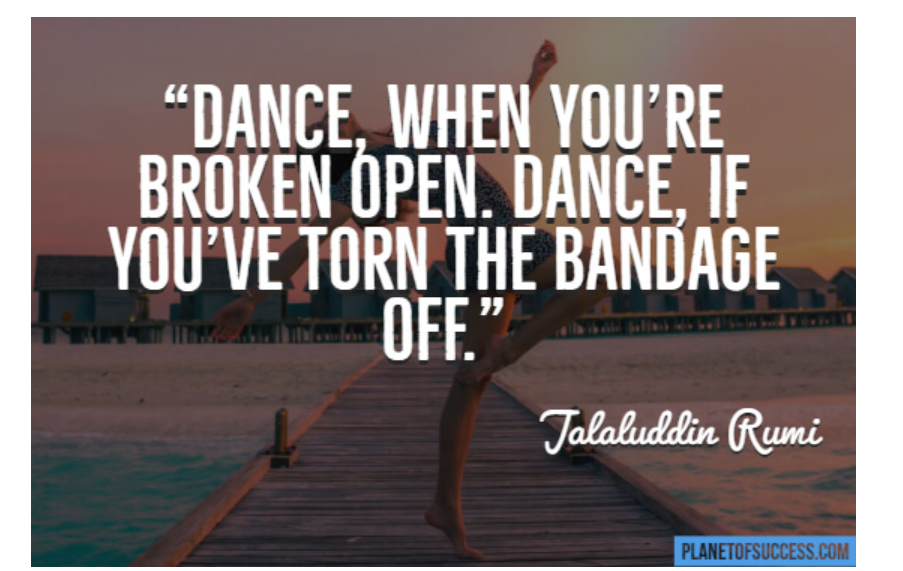 “DANCE, WHEN YOU’RE
BROKEN OPEN. DANCE, IF
YOU’VE TORN THE BANDAGE
OFF.”
Jalaluddin Rumi
PLANETOFSUCCESS.COM